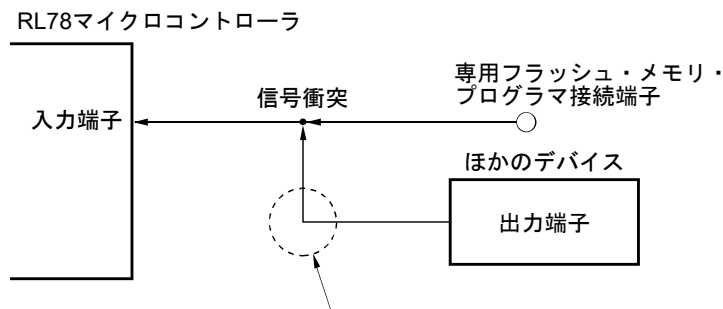 RL78マイクロコントローラ
専用フラッシュ・メモリ・
プログラマ接続端子
信号衝突
入力端子
ほかのデバイス
出力端子